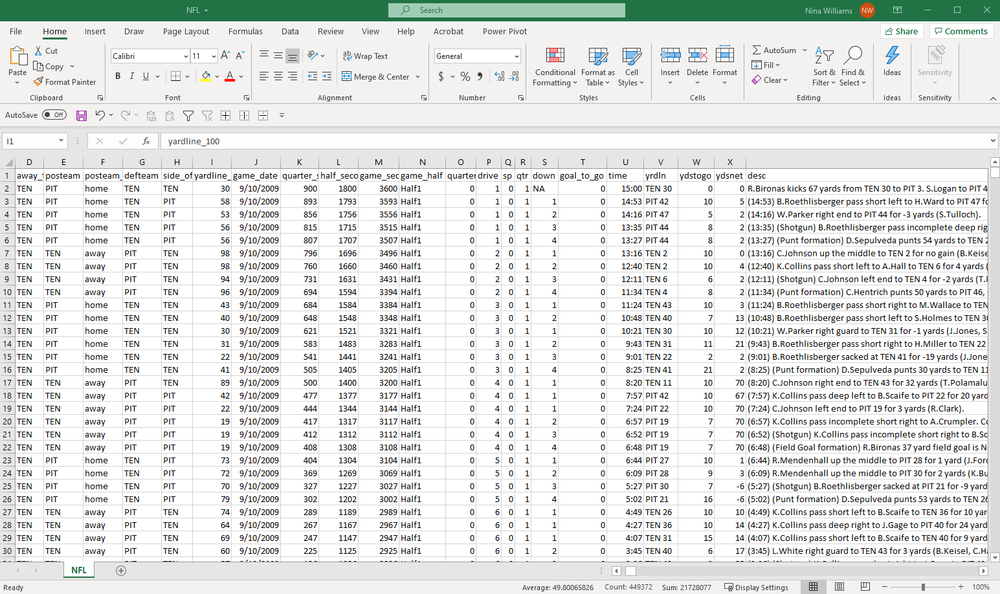 NFL
Search
Nina Williams NW
File Home Insert Draw Page Layout Formulas Data Review View Help Acrobat Power Pivot Share Comments
Paste Cut Copy Format Painter Clipboard
Calibri 11 B I U Font
Wrap Text Merge & Center Alignment
General $ % Number
Conditional Formatting Format as Table Cell Styles Styles
Insert Delete Format Cells
AutoSum Fill Clear Sort & Filter Find & Select Editing
Ideas Ideas
Sensitivity Sensitivity
AutoSave Off
I1 fx yardline_100
D E F G H I J K L M N O P Q R S T U V W X
1 away_t posteam posteam_ defteam side_of yardline_ game_date quarter_s half_seco game_sec game_half quarter drive sp qtr down goal_to_go time yrdln ydstogo ydsnet desc
2 TEN PIT home TEN TEN 30 9/10/2009 900 1800 3600 Half1 0 1 0 1 NA 0 15:00 TEN 30 0 0 R.Bironas kicks 67 yards from TEN 30 to PIT 3. S.Logan to PIT 4
3 TEN PIT home TEN PIT 58 9/10/2009 893 1793 3593 Half1 0 1 0 1 1 0 14:53 PIT 42 10 5 (14:53) B.Roethlisberger pass short left to H.Ward to PIT 47 fo
4 TEN PIT home TEN PIT 53 9/10/2009 856 1756 3556 Half1 0 1 0 1 2 0 14:16 PIT 47 5 2 (14:16) W.Parker right end to PIT 44 for -3 yards (S.Tulloch).
5 TEN PIT home TEN PIT 56 9/10/2009 815 1715 3515 Half1 0 1 0 1 3 0 13:35 PIT 44 8 2 (13:35) (Shotgun) B.Roethlisberger pass incomplete deep rig
6 TEN PIT home TEN PIT 56 9/10/2009 807 1707 3507 Half1 0 1 0 1 4 0 13:27 PIT 44 8 2 (13:27) (Punt formation) D.Sepulveda punts 54 yards to TEN 2
7 TEN TEN away PIT TEN 98 9/10/2009 796 1696 3496 Half1 0 2 0 1 1 0 13:16 TEN 2 10 0 (13:16) C.Johnson up the middle to TEN 2 for no gain (B.Keise
8 TEN TEN away PIT TEN 98 9/10/2009 760 1660 3460 Half1 0 2 0 1 2 0 12:40 TEN 2 10 4 (12:40) K.Collins pass short left to A.Hall to TEN 6 for 4 yards (
9 TEN TEN away PIT TEN 94 9/10/2009 731 1631 3431 Half1 0 2 0 1 3 0 12:11 TEN 6 6 2 (12:11) (Shotgun) C.Johnson left end to TEN 4 for -2 yards (T.P
10 TEN TEN away PIT TEN 96 9/10/2009 694 1594 3394 Half1 0 2 0 1 4 0 11:34 TEN 4 8 2 (11:34) (Punt formation) C.Hentrich punts 50 yards to PIT 46,
11 TEN PIT home TEN TEN 43 9/10/2009 684 1584 3384 Half1 0 3 0 1 1 0 11:24 TEN 43 10 3 (11:24) B.Roethlisberger pass short right to M.Wallace to TEN
12 TEN PIT home TEN TEN 40 9/10/2009 648 1548 3348 Half1 0 3 0 1 2 0 10:48 TEN 40 7 13 (10:48) B.Roethlisberger pass short left to S.Holmes to TEN 30
13 TEN PIT home TEN TEN 30 9/10/2009 621 1521 3321 Half1 0 3 0 1 1 0 10:21 TEN 30 10 12 (10:21) W.Parker right guard to TEN 31 for -1 yards (J.Jones, S
14 TEN PIT home TEN TEN 31 9/10/2009 583 1483 3283 Half1 0 3 0 1 2 0 9:43 TEN 31 11 21 (9:43) B.Roethlisberger pass short right to H.Miller to TEN 22
15 TEN PIT home TEN TEN 22 9/10/2009 541 1441 3241 Half1 0 3 0 1 3 0 9:01 TEN 22 2 2 (9:01) B.Roethlisberger sacked at TEN 41 for -19 yards (J.Jone
16 TEN PIT home TEN TEN 41 9/10/2009 505 1405 3205 Half1 0 3 0 1 4 0 8:25 TEN 41 21 2 (8:25) (Punt formation) D.Sepulveda punts 30 yards to TEN 11
17 TEN TEN away PIT TEN 89 9/10/2009 500 1400 3200 Half1 0 4 0 1 1 0 8:20 TEN 11 10 70 (8:20) C.Johnson right end to TEN 43 for 32 yards (T.Polamalu
18 TEN TEN away PIT PIT 42 9/10/2009 477 1377 3177 Half1 0 4 0 1 1 0 7:57 PIT 42 10 67 (7:57) K.Collins pass deep left to B.Scaife to PIT 22 for 20 yard
19 TEN TEN away PIT PIT 22 9/10/2009 444 1344 3144 Half1 0 4 0 1 1 0 7:24 PIT 22 10 70 (7:24) C.Johnson left end to PIT 19 for 3 yards (R.Clark).
20 TEN TEN away PIT PIT 19 9/10/2009 417 1317 3117 Half1 0 4 0 1 2 0 6:57 PIT 19 7 70 (6:57) K.Collins pass incomplete short right to A.Crumpler. Co
21 TEN TEN away PIT PIT 19 9/10/2009 412 1312 3112 Half1 0 4 0 1 3 0 6:52 PIT 19 7 70 (6:52) (Shotgun) K.Collins pass incomplete short right to B.Sc
22 TEN TEN away PIT PIT 19 9/10/2009 408 1308 3108 Half1 0 4 0 1 4 0 6:48 PIT 19 7 70 (6:48) (Field Goal formation) R.Bironas 37 yard field goal is N
23 TEN PIT home TEN PIT 73 9/10/2009 404 1304 3104 Half1 0 5 0 1 1 0 6:44 PIT 27 10 1 (6:44) R.Mendenhall up the middle to PIT 28 for 1 yard (J.Ford
24 TEN PIT home TEN PIT 72 9/10/2009 369 1269 3069 Half1 0 5 0 1 2 0 6:09 PIT 28 9 3 (6:09) R.Mendenhall up the middle to PIT 30 for 2 yards (K.Bu
25 TEN PIT home TEN PIT 70 9/10/2009 327 1227 3027 Half1 0 5 0 1 3 0 5:27 PIT 30 7 -6 (5:27) (Shotgun) B.Roethlisberger sacked at PIT 21 for -9 yard
26 TEN PIT home TEN PIT 79 9/10/2009 302 1202 3002 Half1 0 5 0 1 4 0 5:02 PIT 21 16 -6 (5:02) (Punt formation) D.Sepulveda punts 53 yards to TEN 26
27 TEN TEN away PIT TEN 74 9/10/2009 289 1189 2989 Half1 0 6 0 1 1 0 4:49 TEN 26 10 10 (4:49) K.Collins pass short left to B.Scaife to TEN 36 for 10 yar
28 TEN TEN away PIT TEN 64 9/10/2009 267 1167 2967 Half1 0 6 0 1 1 0 4:27 TEN 36 10 14 (4:27) K.Collins pass deep right to J.Gage to PIT 40 for 24 yard
29 TEN TEN away PIT TEN 69 9/10/2009 247 1147 2947 Half1 0 6 0 1 1 0 4:07 TEN 31 15 14 (4:07) K.Collins pass short left to B.Scaife to TEN 40 for 9 yard
30 TEN TEN away PIT TEN 60 9/10/2009 225 1125 2925 Half1 0 6 0 1 2 0 3:45 TEN 40 6 17 (3:45) L.White right guard to TEN 43 for 3 yards (B.Keisel, C.Ha
NFL
Ready Average: 49.80065826 Count: 449372 Sum: 21728077 Display Settings 100%